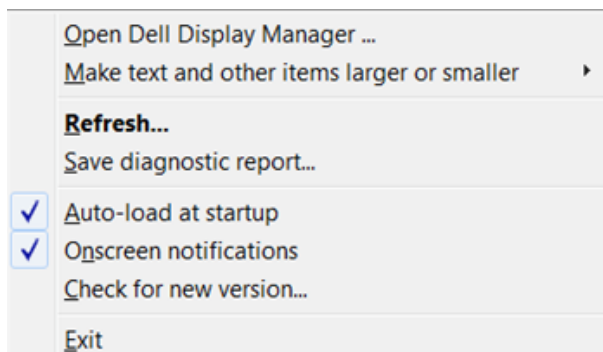 Open Dell Display Manager ...
Make text and other items larger or smaller
Refresh...
Save diagnostic report...
Auto-load at startup
Onscreen notifications
Check for new version...
Exit